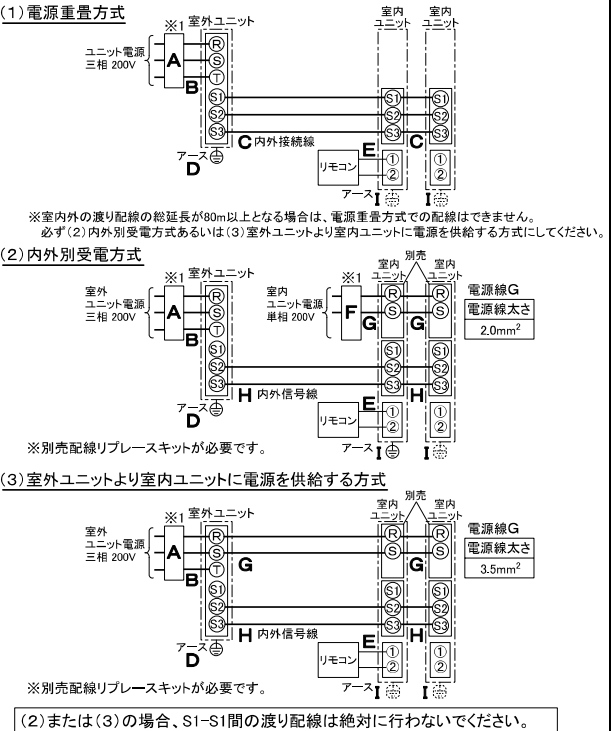 (1)電源重畳方式
※1 室外ユニット
室内
ユニット
室内
ユニット
ユニット電源
三相 200V
A
B
R
S
T
S1
S2
S3
S1
S2
S3
S1
S2
S3
C 内外接続線
C
アース
D
E
リモコン
①
②
①
②
アース I
I
※室内外の渡り配線の総延長が80m以上となる場合は、電源重畳方式での配線はできません。
必ず(2)内外別受電方式あるいは(3)室外ユニットより室内ユニットに電源を供給する方式にしてください。
(2)内外別受電方式
※1 室外ユニット
※1
室内
ユニット
別売
室内
ユニット
室外
ユニット電源
三相 200V
A
B
R
S
T
S1
S2
S3
室内
ユニット電源
単相 200V
F
G
R
S
S1
S2
S3
G
R
S
S1
S2
S3
電源線G
電源線太さ
2.0mm²
H 内外信号線
H
アース
D
E
リモコン
①
②
①
②
アース I
I
※別売配線リプレースキットが必要です。
(3)室外ユニットより室内ユニットに電源を供給する方式
※1 室外ユニット
室内
ユニット
別売
室内
ユニット
室外
ユニット電源
三相 200V
A
B
R
S
T
S1
S2
S3
G
R
S
S1
S2
S3
G
R
S
S1
S2
S3
電源線G
電源線太さ
3.5mm²
H 内外信号線
H
アース
D
E
リモコン
①
②
①
②
アース I
I
※別売配線リプレースキットが必要です。
(2)または(3)の場合、S1-S1間の渡り配線は絶対に行わないでください。